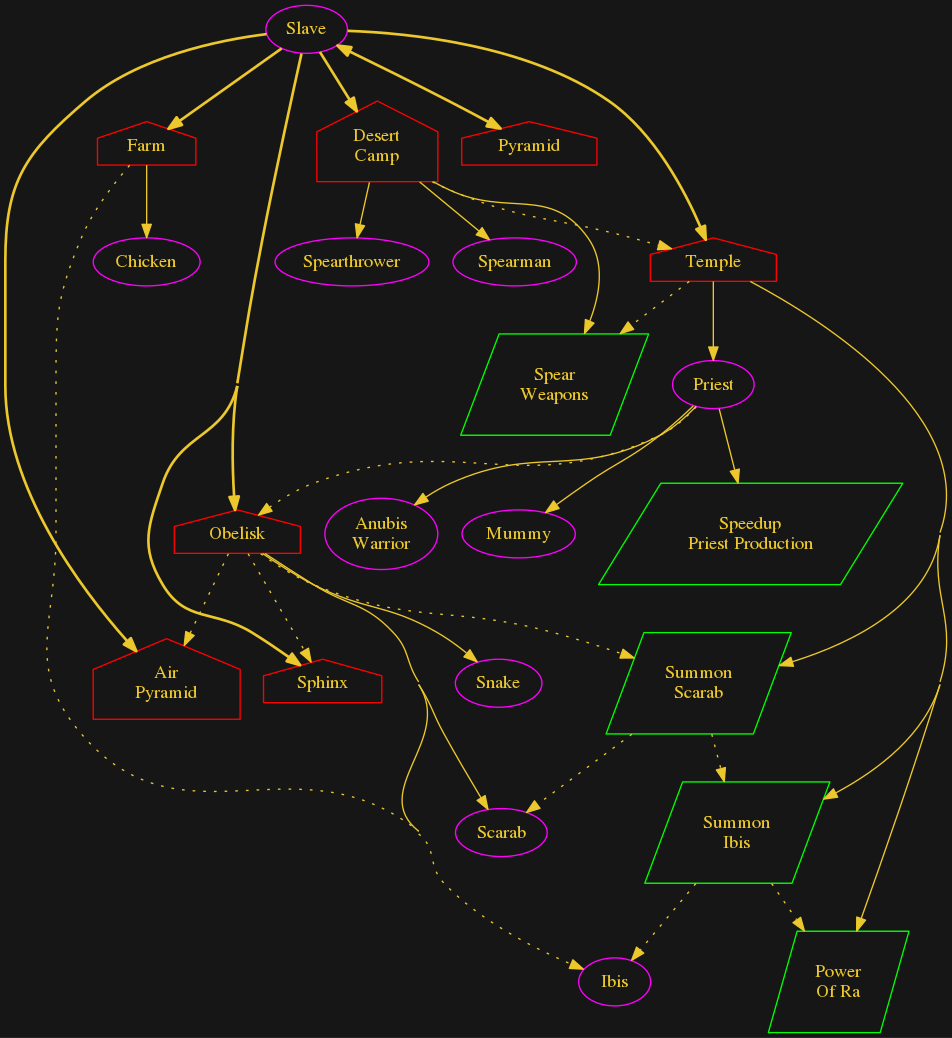 Slave
Farm
Desert
Camp
Pyramid
Chicken
Spearthrower
Spearman
Temple
Spear
Weapons
Priest
Obelisk
Anubis
Warrior
Mummy
Speedup
Priest Production
Air
Pyramid
Sphinx
Snake
Summon
Scarab
Scarab
Summon
Ibis
Ibis
Power
Of Ra